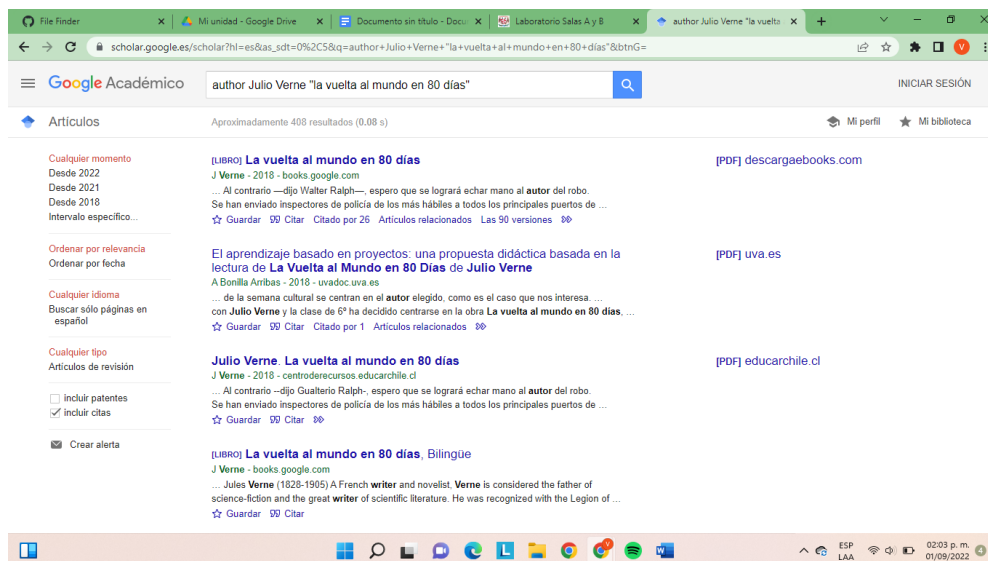 File Finder
Mi unidad - Google Drive
Documento sin título - Docu
Laboratorio Salas A y B
author Julio Verne "la vuelta
scholar.google.es/scholar?hl=es&as_sdt=0%2C5&q=author+Julio+Verne+"la+vuelta+al+mundo+en+80+días"&btnG=
V
Google Académico
author Julio Verne "la vuelta al mundo en 80 días"
INICIAR SESIÓN
Artículos
Aproximadamente 408 resultados (0.08 s)
Mi perfil
Mi biblioteca
Cualquier momento
Desde 2022
Desde 2021
Desde 2018
Intervalo específico...
Ordenar por relevancia
Ordenar por fecha
Cualquier idioma
Buscar sólo páginas en
español
Cualquier tipo
Artículos de revisión
incluir patentes
incluir citas
Crear alerta
[LIBRO] La vuelta al mundo en 80 días
J Verne - 2018 - books.google.com
... Al contrario —dijo Walter Ralph—, espero que se logrará echar mano al autor del robo.
Se han enviado inspectores de policía de los más hábiles a todos los principales puertos de ...
Guardar Citar Citado por 26 Artículos relacionados Las 90 versiones
[PDF] descargaebooks.com
El aprendizaje basado en proyectos: una propuesta didáctica basada en la
lectura de La Vuelta al Mundo en 80 Días de Julio Verne
A Bonilla Arribas - 2018 - uvadoc.uva.es
... de la semana cultural se centran en el autor elegido, como es el caso que nos interesa. ...
con Julio Verne y la clase de 6º ha decidido centrarse en la obra La vuelta al mundo en 80 días, ...
Guardar Citar Citado por 1 Artículos relacionados
[PDF] uva.es
Julio Verne. La vuelta al mundo en 80 días
J Verne - 2018 - centroderecursos.educarchile.cl
... Al contrario --dijo Gualterio Ralph-, espero que se logrará echar mano al autor del robo.
Se han enviado inspectores de policía de los más hábiles a todos los principales puertos de ...
Guardar Citar
[PDF] educarchile.cl
[LIBRO] La vuelta al mundo en 80 días, Bilingüe
J Verne - books.google.com
... Jules Verne (1828-1905) A French writer and novelist, Verne is considered the father of
science-fiction and the great writer of scientific literature. He was recognized with the Legion of ...
Guardar Citar
ESP
LAA
02:03 p. m.
01/09/2022
4